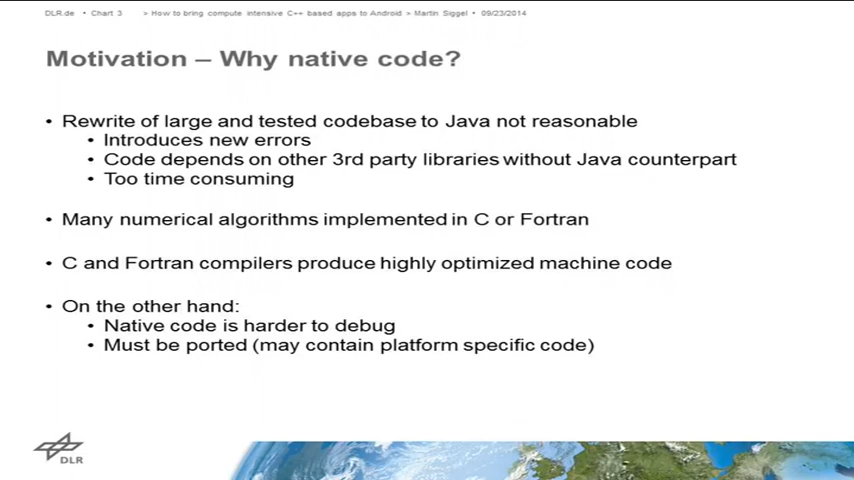 DLR.de • Chart 3 > How to bring compute intensive C++ based apps to Android > Martin Siggel • 09/23/2014
Motivation – Why native code?
• Rewrite of large and tested codebase to Java not reasonable
• Introduces new errors
• Code depends on other 3rd party libraries without Java counterpart
• Too time consuming
• Many numerical algorithms implemented in C or Fortran
• C and Fortran compilers produce highly optimized machine code
• On the other hand:
• Native code is harder to debug
• Must be ported (may contain platform specific code)
DLR